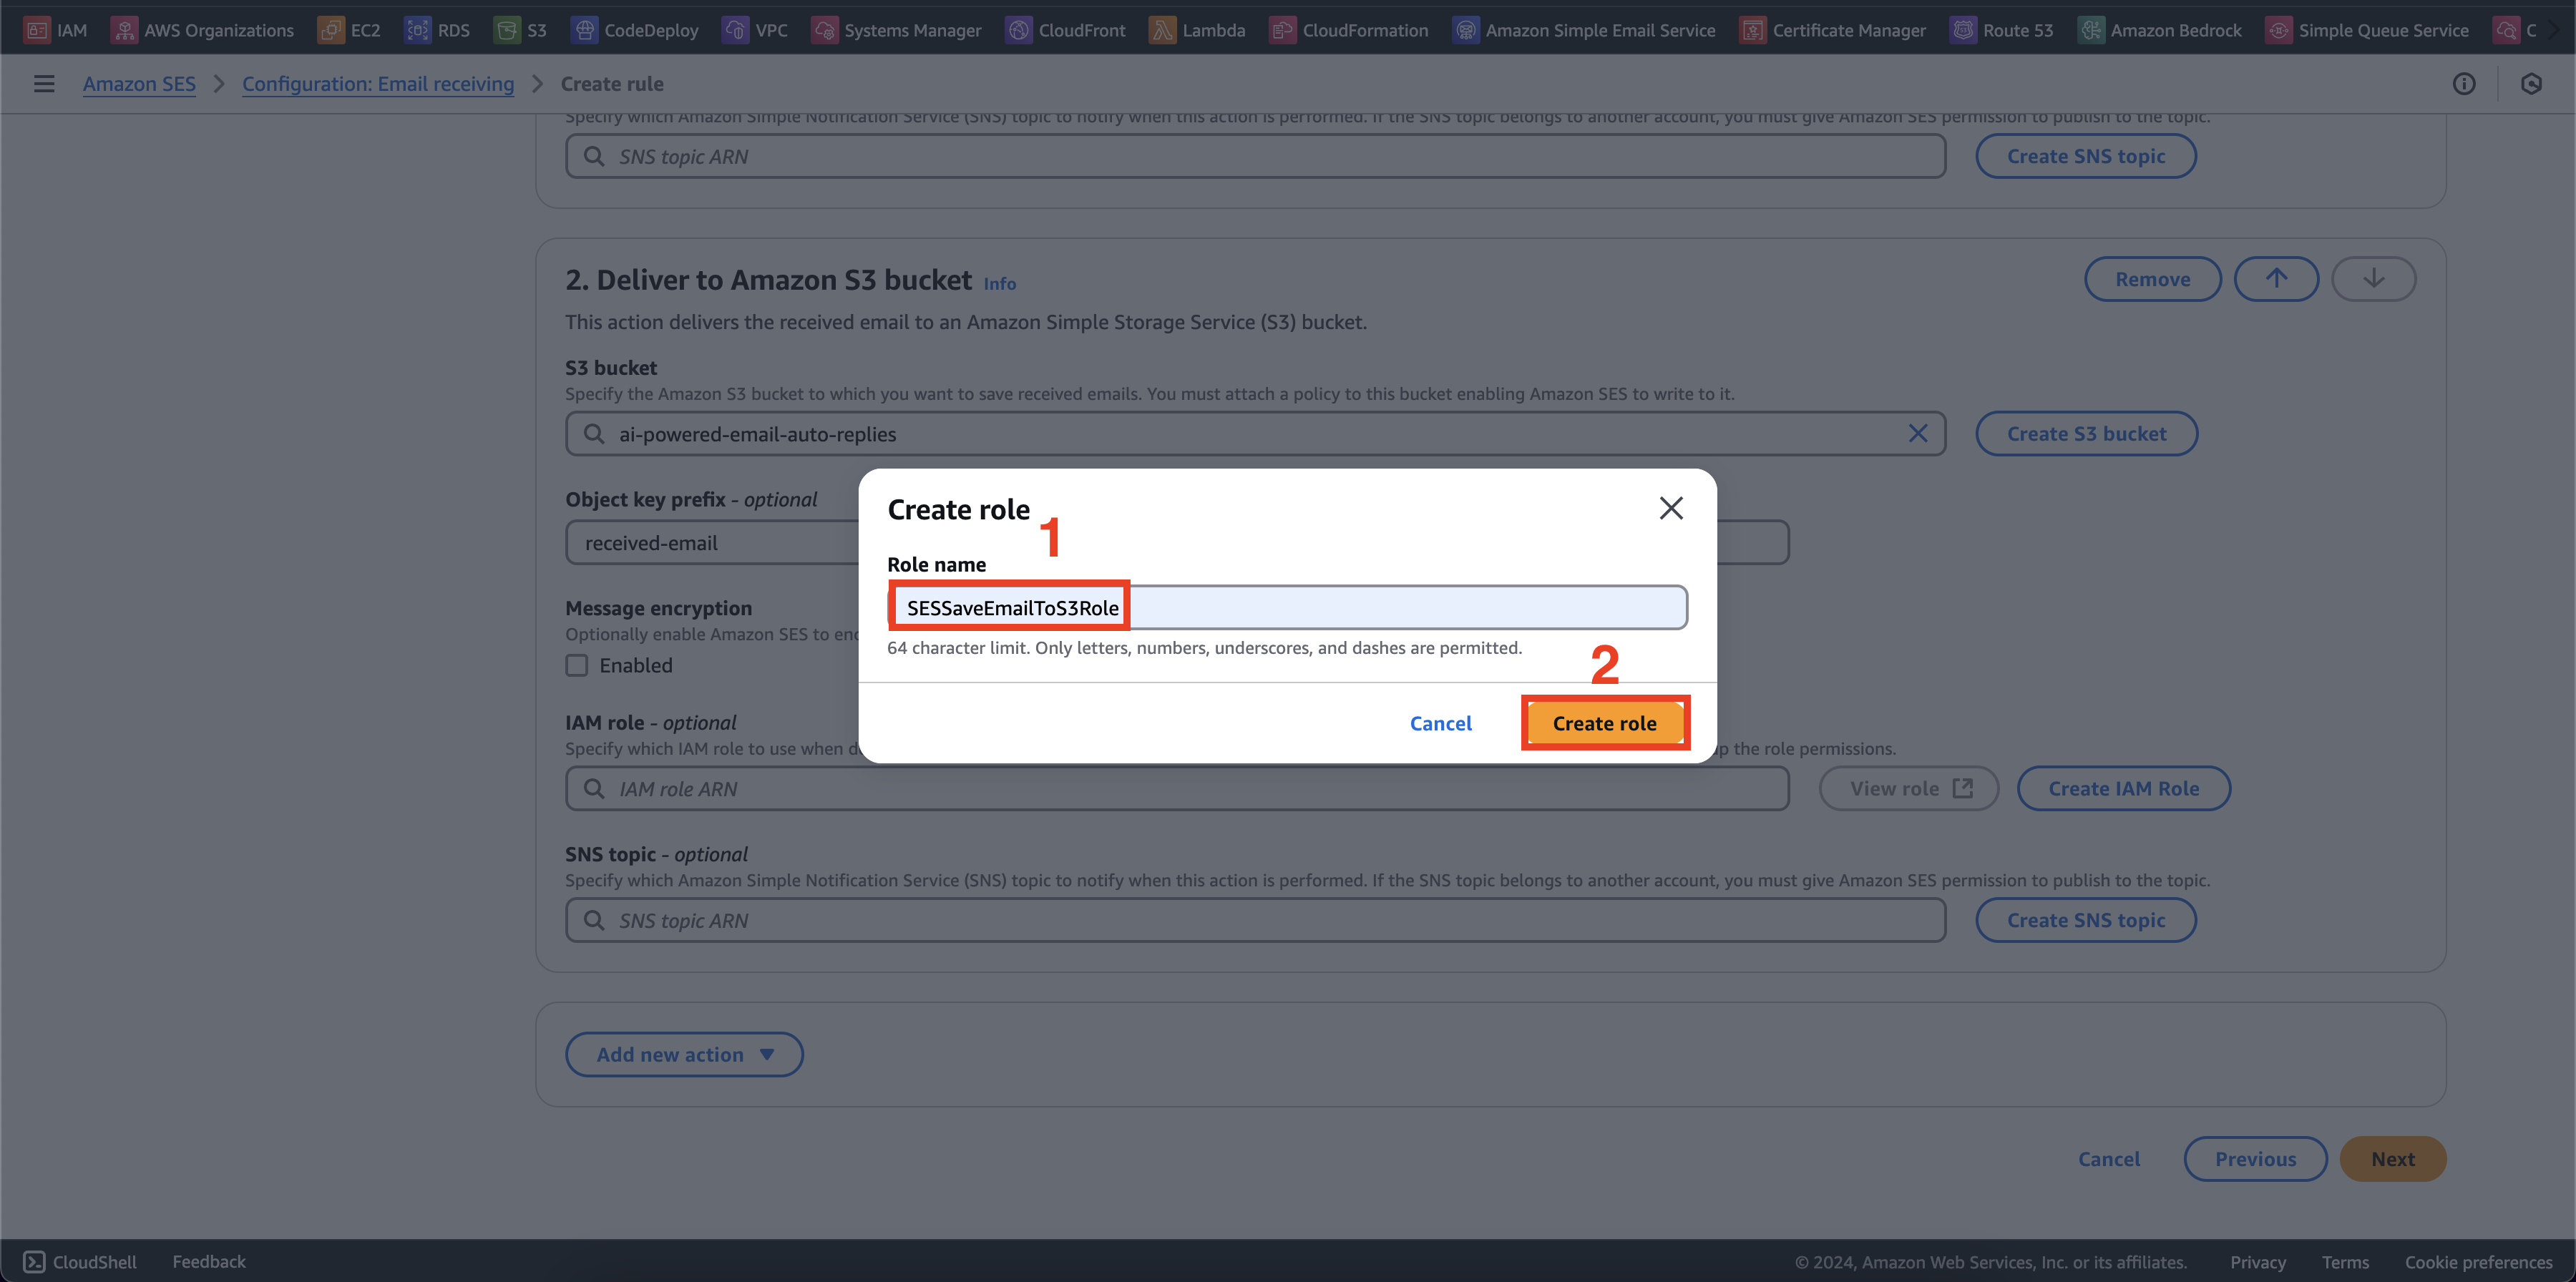 IAM AWS Organizations EC2 RDS S3 CodeDeploy VPC Systems Manager CloudFront Lambda CloudFormation Amazon Simple Email Service Certificate Manager Route 53 Amazon Bedrock Simple Queue Service C
Amazon SES Configuration: Email receiving Create rule
Specify which Amazon Simple Notification Service (SNS) topic to notify when this action is performed. If the SNS topic belongs to another account, you must give Amazon SES permission to publish to the topic.
SNS topic ARN Create SNS topic
2. Deliver to Amazon S3 bucket Info Remove
This action delivers the received email to an Amazon Simple Storage Service (S3) bucket.
S3 bucket
Specify the Amazon S3 bucket to which you want to save received emails. You must attach a policy to this bucket enabling Amazon SES to write to it.
ai-powered-email-auto-replies Create S3 bucket
Object key prefix - optional
received-email
Create role
1
Role name
SESSaveEmailToS3Role
64 character limit. Only letters, numbers, underscores, and dashes are permitted.
2
Cancel Create role
Message encryption
Optionally enable Amazon SES to enc
Enabled
IAM role - optional
Specify which IAM role to use when d p the role permissions.
IAM role ARN View role Create IAM Role
SNS topic - optional
Specify which Amazon Simple Notification Service (SNS) topic to notify when this action is performed. If the SNS topic belongs to another account, you must give Amazon SES permission to publish to the topic.
SNS topic ARN Create SNS topic
Add new action
Cancel Previous Next
CloudShell Feedback © 2024, Amazon Web Services, Inc. or its affiliates. Privacy Terms Cookie preferences